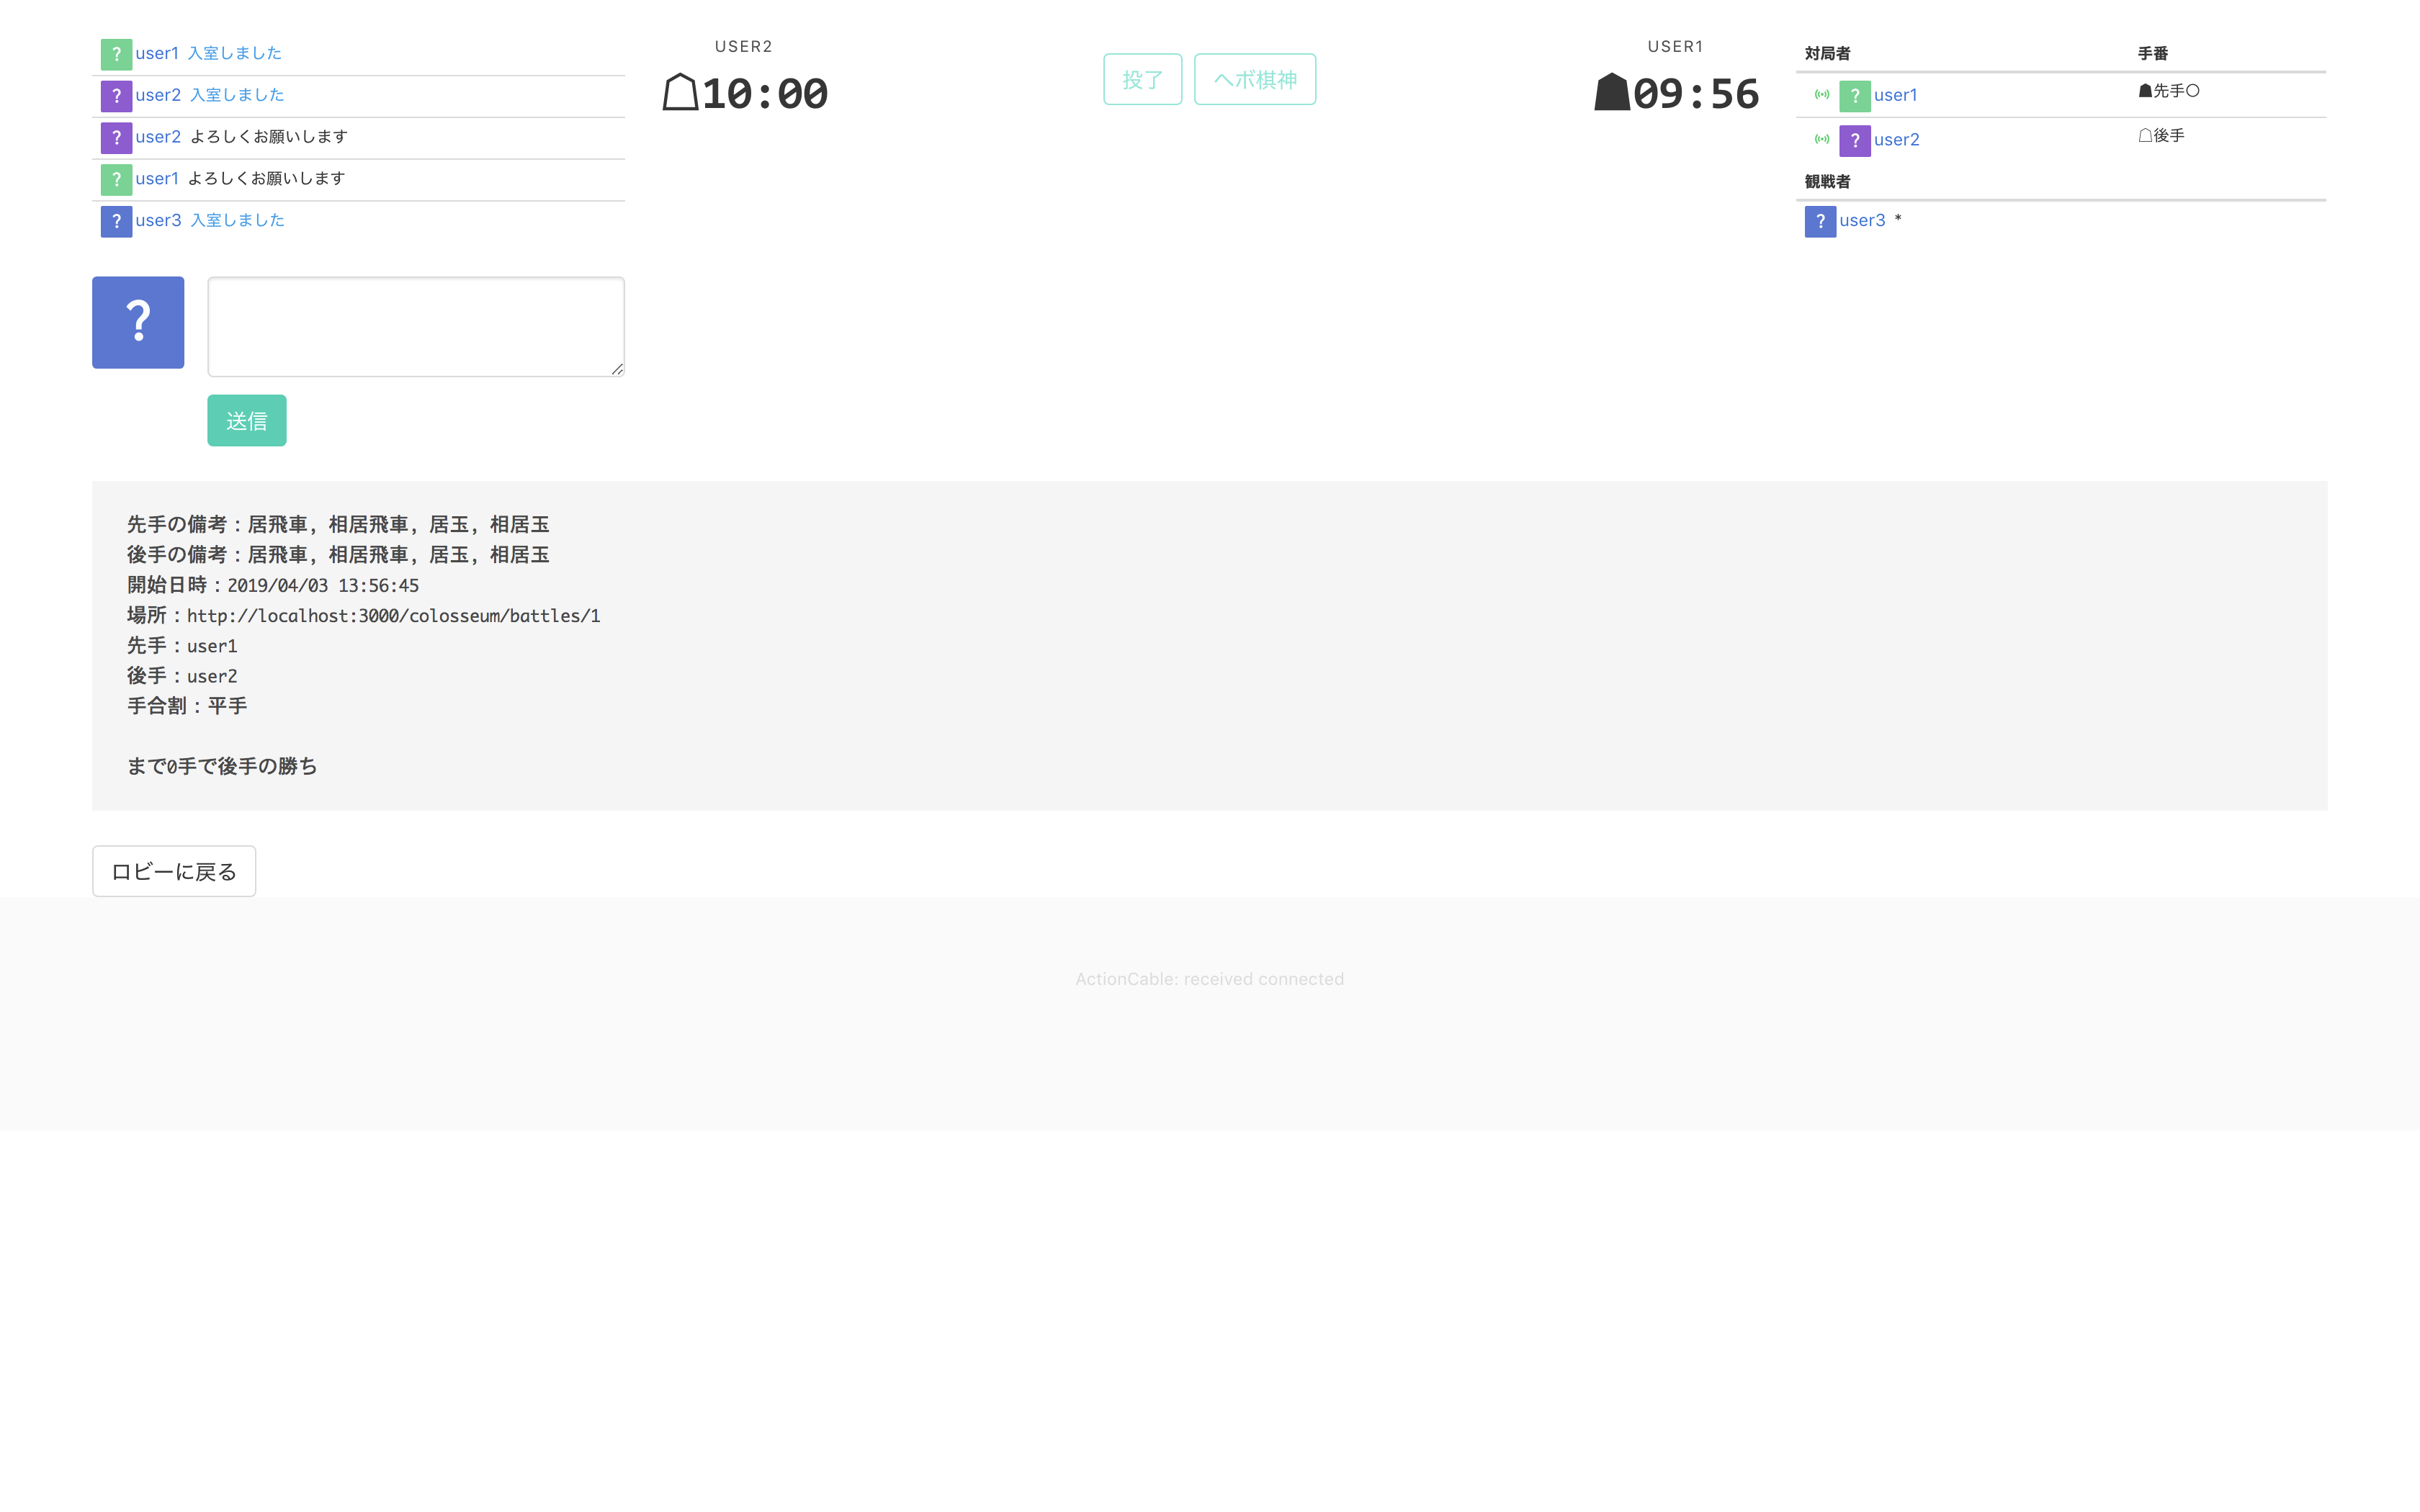 ? user1 入室しました
? user2 入室しました
? user2 よろしくお願いします
? user1 よろしくお願いします
? user3 入室しました
?
送信
USER2
☖10:00
投了 ヘボ棋神
USER1
☗09:56
対局者 手番
? user1 ☗先手〇
? user2 ☖後手
観戦者
? user3 *
先手の備考：居飛車, 相居飛車, 居玉, 相居玉
後手の備考：居飛車, 相居飛車, 居玉, 相居玉
開始日時：2019/04/03 13:56:45
場所：http://localhost:3000/colosseum/battles/1
先手：user1
後手：user2
手合割：平手
まで0手で後手の勝ち
ロビーに戻る
ActionCable: received connected